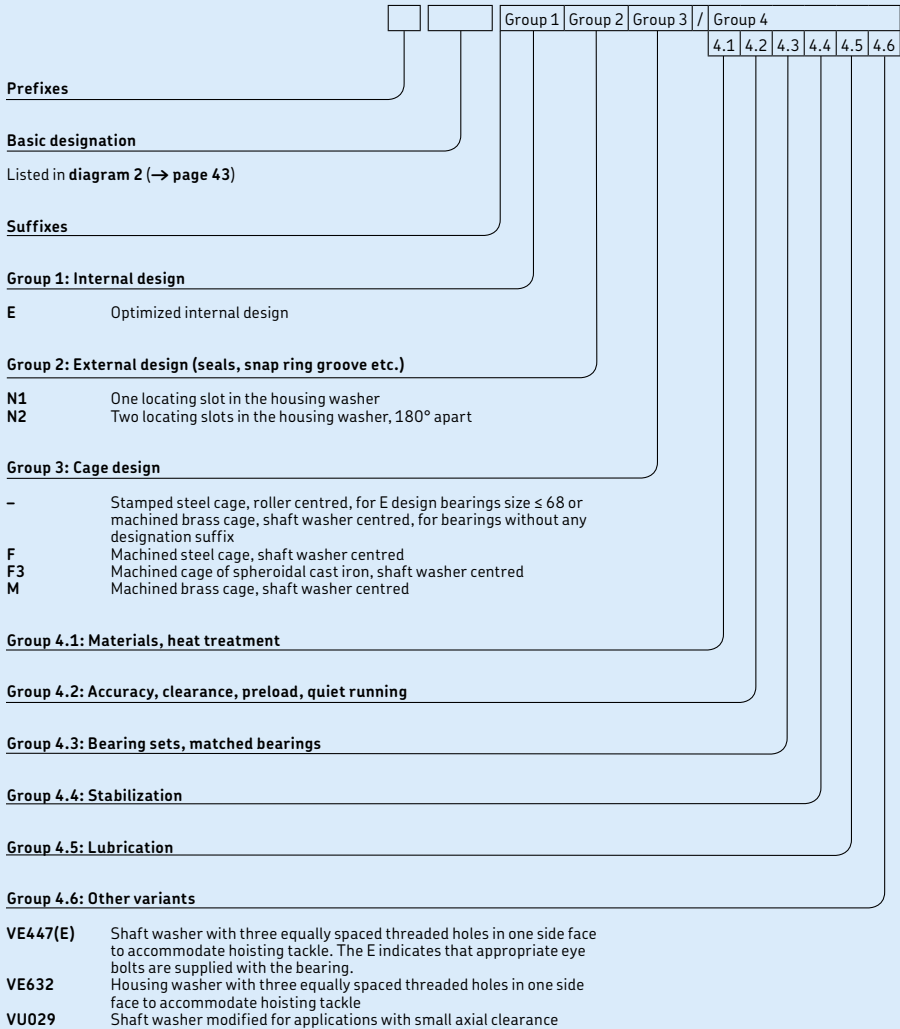 Group 1 Group 2 Group 3 / Group 4
4.1 4.2 4.3 4.4 4.5 4.6
Prefixes
Basic designation
Listed in diagram 2 (→ page 43)
Suffixes
Group 1: Internal design
E Optimized internal design
Group 2: External design (seals, snap ring groove etc.)
N1 One locating slot in the housing washer
N2 Two locating slots in the housing washer, 180° apart
Group 3: Cage design
– Stamped steel cage, roller centred, for E design bearings size ≤ 68 or
machined brass cage, shaft washer centred, for bearings without any
designation suffix
F Machined steel cage, shaft washer centred
F3 Machined cage of spheroidal cast iron, shaft washer centred
M Machined brass cage, shaft washer centred
Group 4.1: Materials, heat treatment
Group 4.2: Accuracy, clearance, preload, quiet running
Group 4.3: Bearing sets, matched bearings
Group 4.4: Stabilization
Group 4.5: Lubrication
Group 4.6: Other variants
VE447(E) Shaft washer with three equally spaced threaded holes in one side face
to accommodate hoisting tackle. The E indicates that appropriate eye
bolts are supplied with the bearing.
VE632 Housing washer with three equally spaced threaded holes in one side
face to accommodate hoisting tackle
VU029 Shaft washer modified for applications with small axial clearance